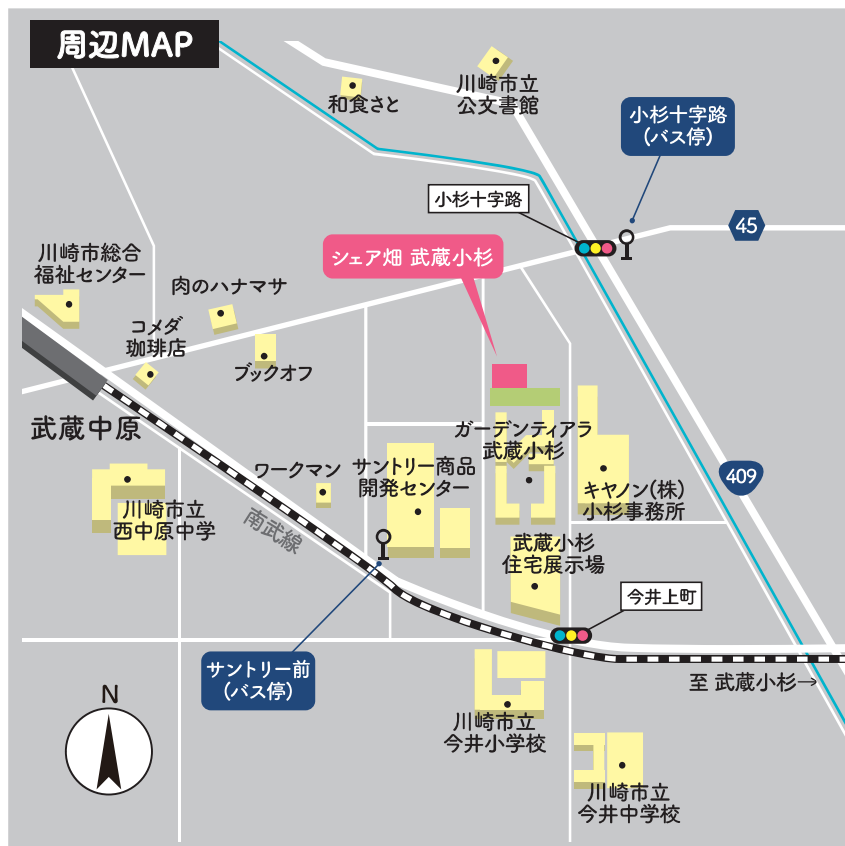 周辺MAP
和食さと
川崎市立
公文書館
小杉十字路
(バス停)
小杉十字路
45
シェア畑 武蔵小杉
川崎市総合
福祉センター
肉のハナマサ
コメダ
珈琲店
ブックオフ
武蔵中原
ガーデンティアラ
武蔵小杉
ワークマン
サントリー商品
開発センター
キヤノン(株)
小杉事務所
409
川崎市立
西中原中学
南武線
武蔵小杉
住宅展示場
今井上町
サントリー前
(バス停)
至 武蔵小杉→
N
川崎市立
今井小学校
川崎市立
今井中学校